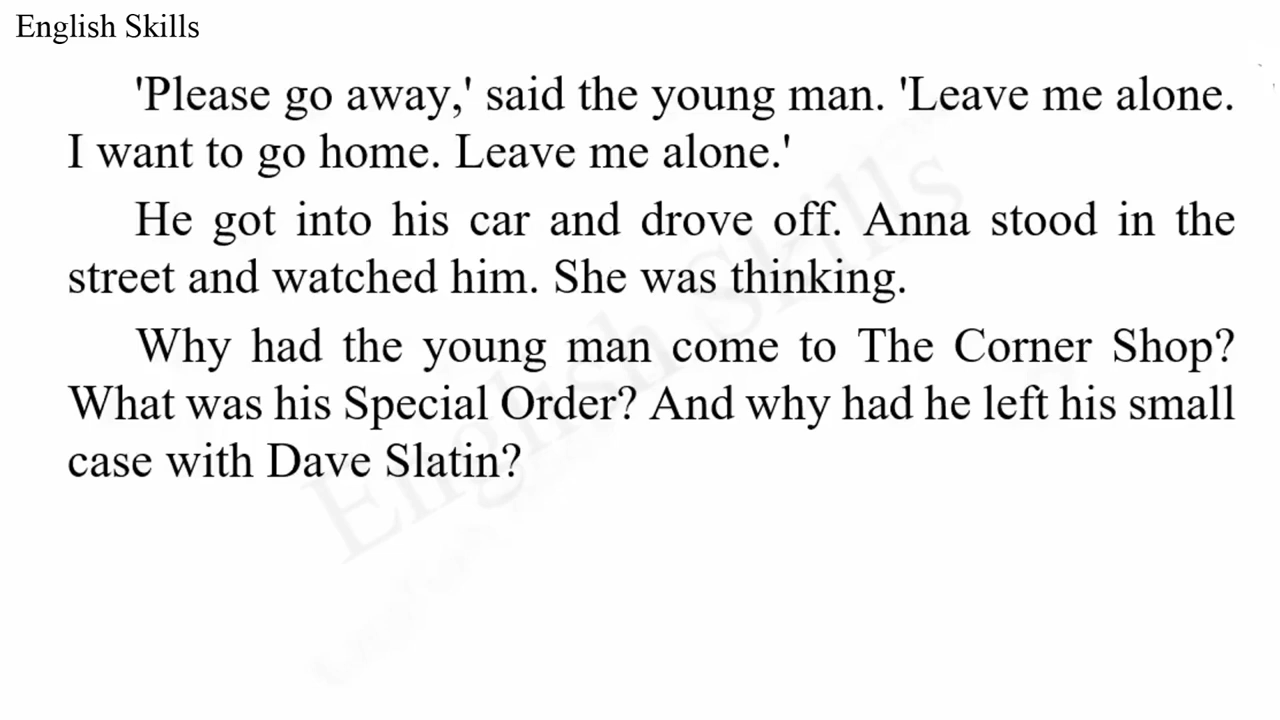 English Skills
'Please go away,' said the young man. 'Leave me alone.
I want to go home. Leave me alone.'
He got into his car and drove off. Anna stood in the
street and watched him. She was thinking.
Why had the young man come to The Corner Shop?
What was his Special Order? And why had he left his small
case with Dave Slatin?
English Skills